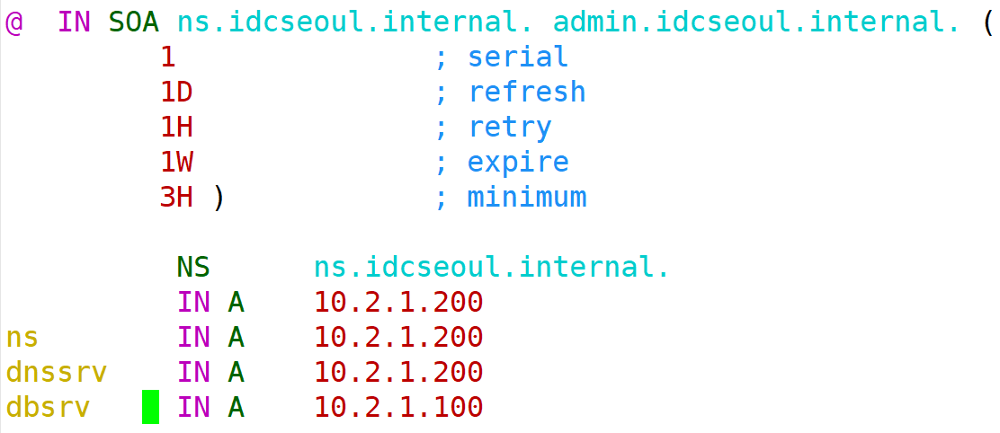 @  IN SOA ns.idcseoul.internal. admin.idcseoul.internal. (
         1               ; serial
         1D              ; refresh
         1H              ; retry
         1W              ; expire
         3H )            ; minimum
          NS      ns.idcseoul.internal.
          IN A    10.2.1.200
ns        IN A    10.2.1.200
dnssrv    IN A    10.2.1.200
dbsrv     IN A    10.2.1.100